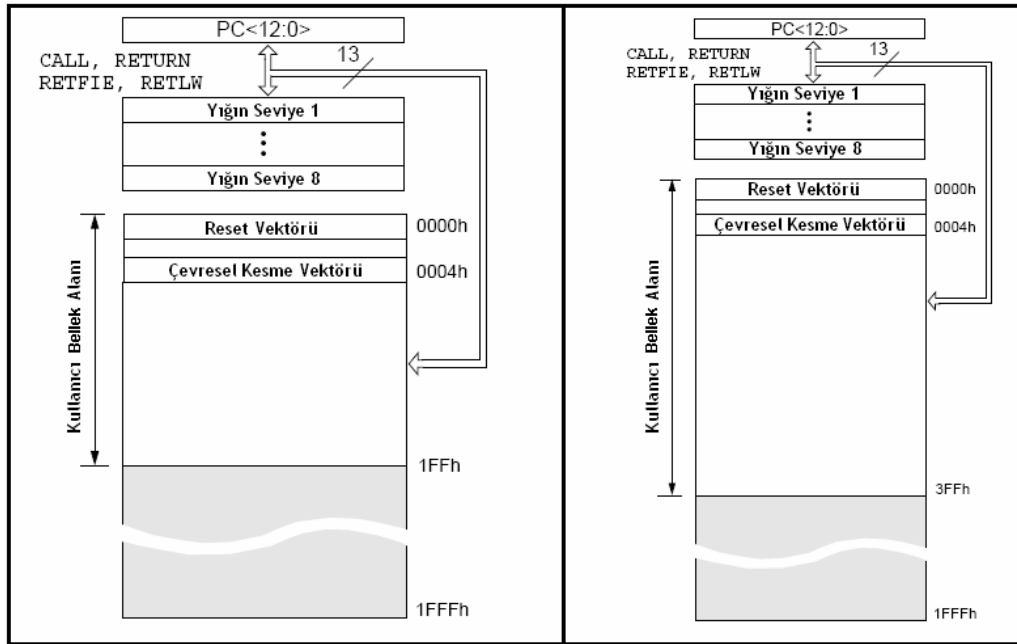 PC<12:0>
CALL, RETURN
RETFIE, RETLW
13
Yığın Seviye 1
Yığın Seviye 8
Reset Vektörü
0000h
Çevresel Kesme Vektörü
0004h
Kullanıcı Bellek Alanı
1FFh
1FFFh
PC<12:0>
CALL, RETURN
RETFIE, RETLW
13
Yığın Seviye 1
Yığın Seviye 8
Reset Vektörü
0000h
Çevresel Kesme Vektörü
0004h
Kullanıcı Bellek Alanı
3FFh
1FFFh